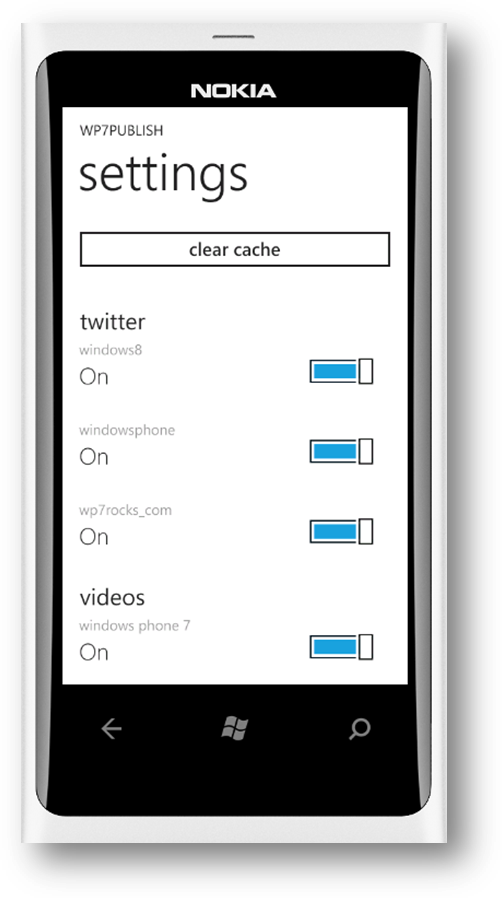 NOKIA
WP7PUBLISH
settings
clear cache
twitter
windows8
On
windowsphone
On
wp7rocks_com
On
videos
windows phone 7
On